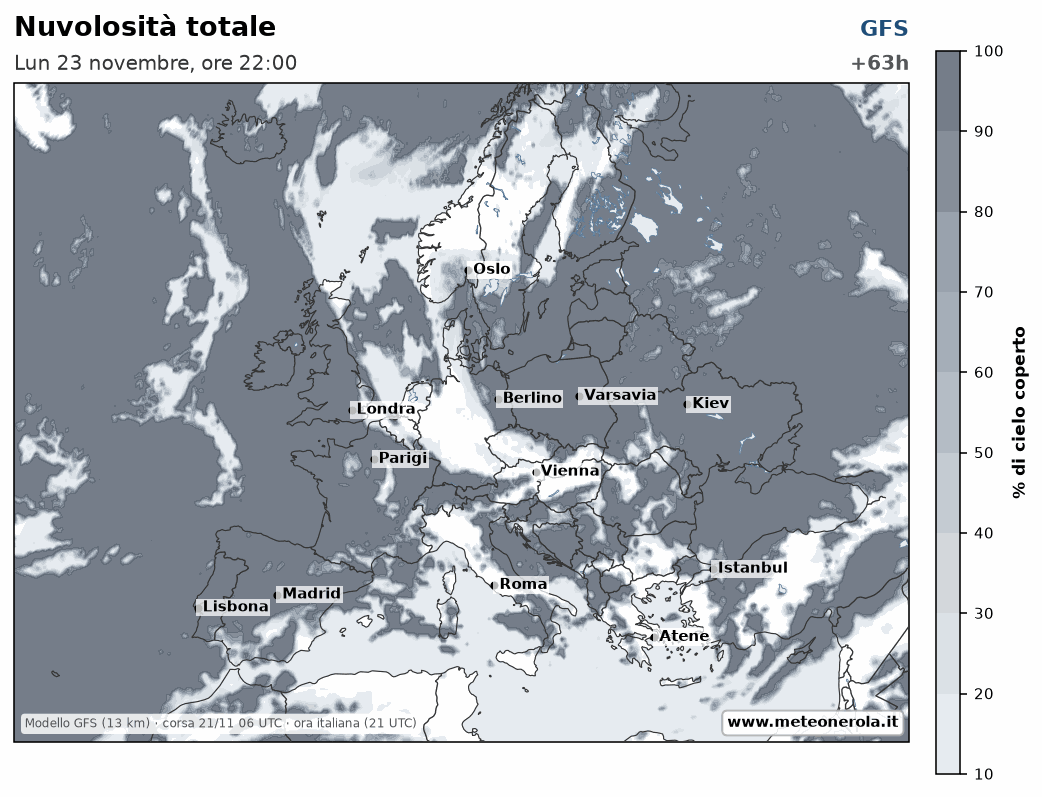 Nuvolosità totale
GFS
Lun 23 novembre, ore 22:00
+63h
100
90
80
70
60
50
40
30
20
10
% di cielo coperto
Oslo
Berlino
Varsavia
Kiev
Londra
Parigi
Vienna
Istanbul
Roma
Madrid
Lisbona
Atene
Modello GFS (13 km) · corsa 21/11 06 UTC · ora italiana (21 UTC)
www.meteonerola.it